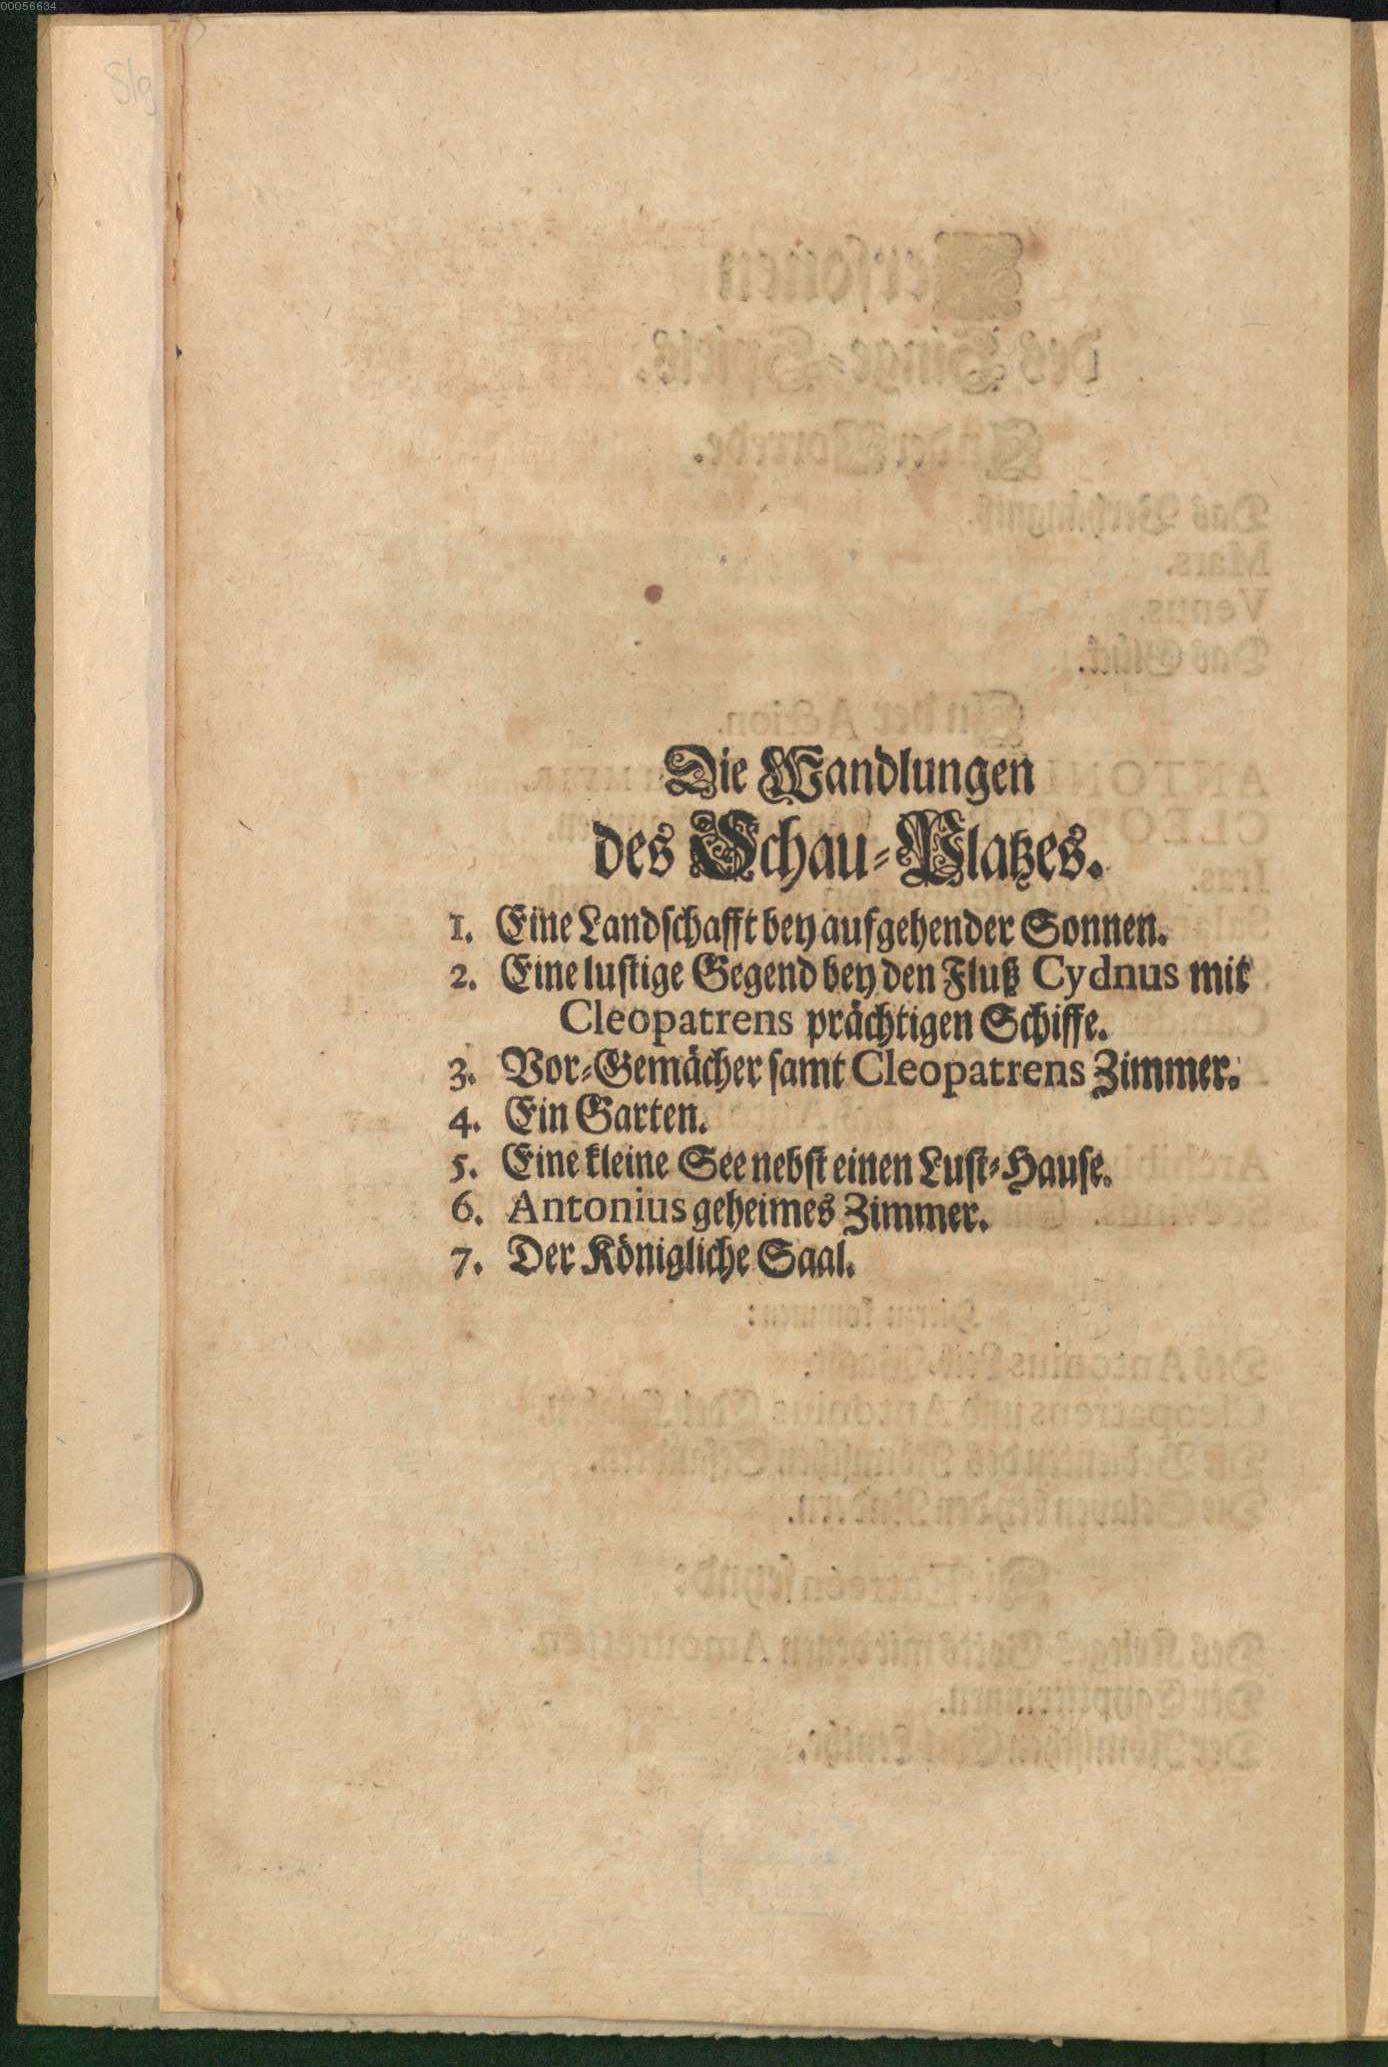 00056634
Slg
Die Wandlungen
des Schau-Platzes.
1. Eine Landschafft bey aufgehender Sonnen.
2. Eine lustige Gegend bey den Fluß Cydnus mit
Cleopatrens prächtigen Schiffe.
3. Vor-Gemächer samt Cleopatrens Zimmer.
4. Ein Garten.
5. Eine kleine See nebst einen Lust-Hause.
6. Antonius geheimes Zimmer.
7. Der Königliche Saal.